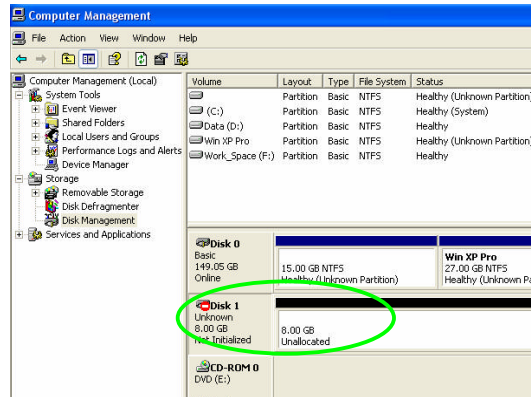 Computer Management
File Action View Window Help
Computer Management (Local)
System Tools
Event Viewer
Shared Folders
Local Users and Groups
Performance Logs and Alerts
Device Manager
Storage
Removable Storage
Disk Defragmenter
Disk Management
Services and Applications
Volume Layout Type File System Status
Partition Basic NTFS Healthy (Unknown Partition)
(C:) Partition Basic NTFS Healthy (System)
Data (D:) Partition Basic NTFS Healthy
Win XP Pro Partition Basic NTFS Healthy (Unknown Partition)
Work_Space (F:) Partition Basic NTFS Healthy
Disk 0
Basic
149.05 GB
Online
15.00 GB NTFS
Healthy (Unknown Partition)
Win XP Pro
27.00 GB NTFS
Healthy (Unknown Pa
Disk 1
Unknown
8.00 GB
Not Initialized
8.00 GB
Unallocated
CD-ROM 0
DVD (E:)